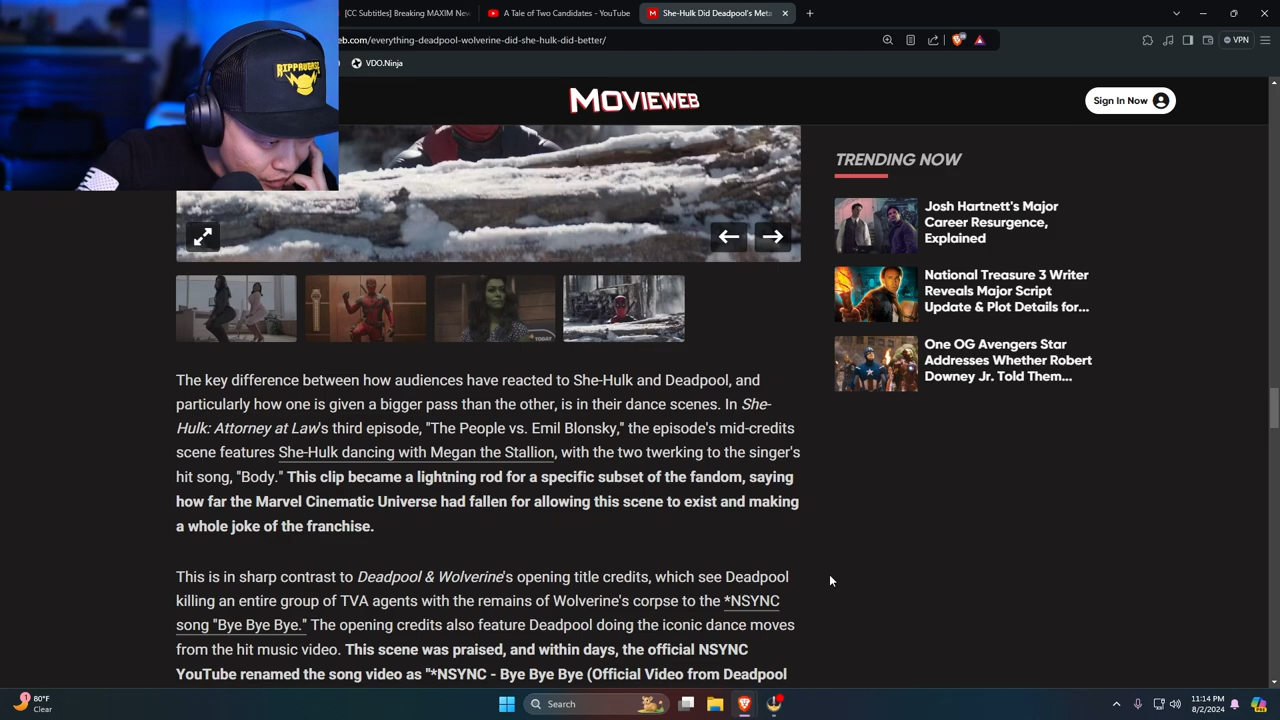 [CC Subtitles] Breaking MAXIM Nev
A Tale of Two Candidates - YouTube
She-Hulk Did Deadpool's Meta
eb.com/everything-deadpool-wolverine-did-she-hulk-did-better/
VPN
VDO.Ninja
RIPPAVERSE
MOVIEWEB
Sign In Now
TRENDING NOW
Josh Hartnett's Major
Career Resurgence,
Explained
National Treasure 3 Writer
Reveals Major Script
Update & Plot Details for...
One OG Avengers Star
Addresses Whether Robert
Downey Jr. Told Them...
TODAY
The key difference between how audiences have reacted to She-Hulk and Deadpool, and
particularly how one is given a bigger pass than the other, is in their dance scenes. In She-
Hulk: Attorney at Law's third episode, "The People vs. Emil Blonsky," the episode's mid-credits
scene features She-Hulk dancing with Megan the Stallion, with the two twerking to the singer's
hit song, "Body." This clip became a lightning rod for a specific subset of the fandom, saying
how far the Marvel Cinematic Universe had fallen for allowing this scene to exist and making
a whole joke of the franchise.
This is in sharp contrast to Deadpool & Wolverine's opening title credits, which see Deadpool
killing an entire group of TVA agents with the remains of Wolverine's corpse to the *NSYNC
song "Bye Bye Bye." The opening credits also feature Deadpool doing the iconic dance moves
from the hit music video. This scene was praised, and within days, the official NSYNC
YouTube renamed the song video as "*NSYNC - Bye Bye Bye (Official Video from Deadpool
1
80°F
Clear
Search
11:14 PM
8/2/2024